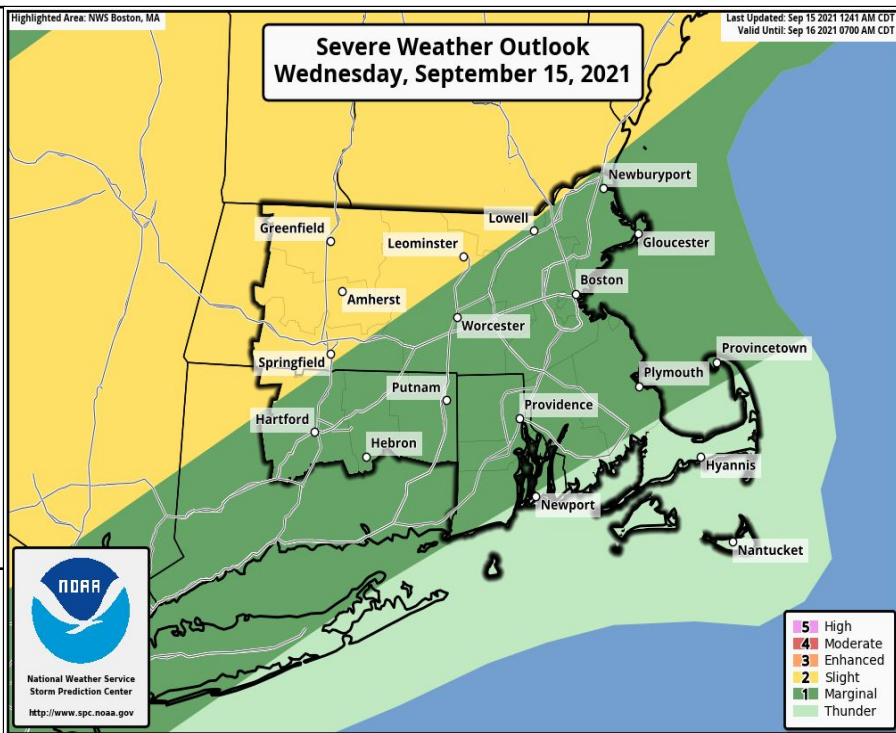 Highlighted Area: NWS Boston, MA
Last Updated: Sep 15 2021 1241 AM CDT
Valid Until: Sep 16 2021 0700 AM CDT
Severe Weather Outlook
Wednesday, September 15, 2021
Newburyport
Lowell
Greenfield
Gloucester
Leominster
Boston
Amherst
Worcester
Provincetown
Springfield
Plymouth
Putnam
Providence
Hartford
Hebron
Hyannis
Newport
Nantucket
NOAA
National Weather Service
Storm Prediction Center
http://www.spc.noaa.gov
5 High
4 Moderate
3 Enhanced
2 Slight
1 Marginal
Thunder